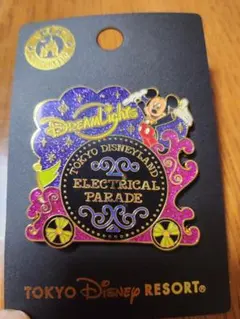 DREAMLIGHTS
TOKYO DISNEYLAND
ELECTRICAL
PARADE
TOKYO Disney RESORT®